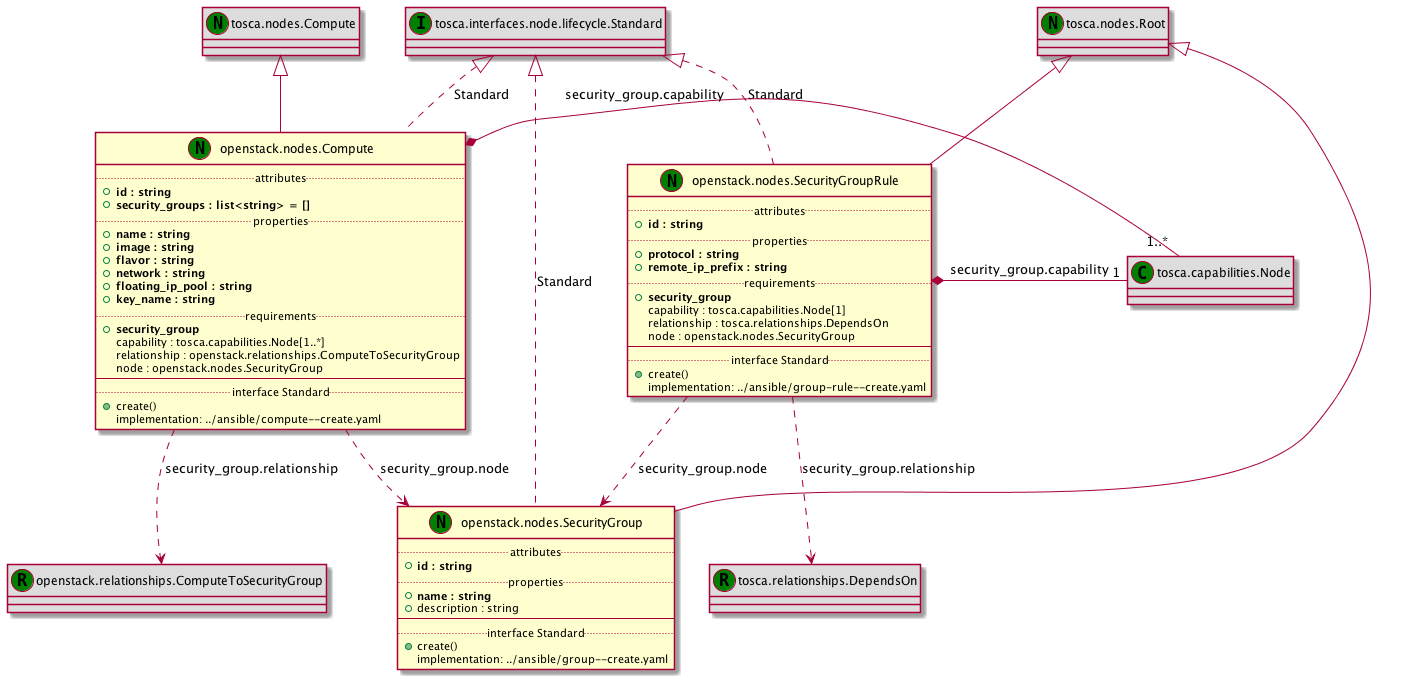 N tosca.nodes.Compute
I tosca.interfaces.node.lifecycle.Standard
N tosca.nodes.Root
Standard
security_group.capability
Standard
N openstack.nodes.Compute
attributes
id : string
security_groups : list<string> = []
properties
name : string
image : string
flavor : string
network : string
floating_ip_pool : string
key_name : string
requirements
security_group
capability : tosca.capabilities.Node[1..*]
relationship : openstack.relationships.ComputeToSecurityGroup
node : openstack.nodes.SecurityGroup
interface Standard
create()
implementation: ../ansible/compute--create.yaml
Standard
N openstack.nodes.SecurityGroupRule
attributes
id : string
properties
protocol : string
remote_ip_prefix : string
requirements
security_group
capability : tosca.capabilities.Node[1]
relationship : tosca.relationships.DependsOn
node : openstack.nodes.SecurityGroup
interface Standard
create()
implementation: ../ansible/group-rule--create.yaml
1..*
security_group.capability 1
C tosca.capabilities.Node
security_group.relationship
security_group.node
security_group.node
security_group.relationship
R openstack.relationships.ComputeToSecurityGroup
N openstack.nodes.SecurityGroup
attributes
id : string
properties
name : string
description : string
interface Standard
create()
implementation: ../ansible/group--create.yaml
R tosca.relationships.DependsOn